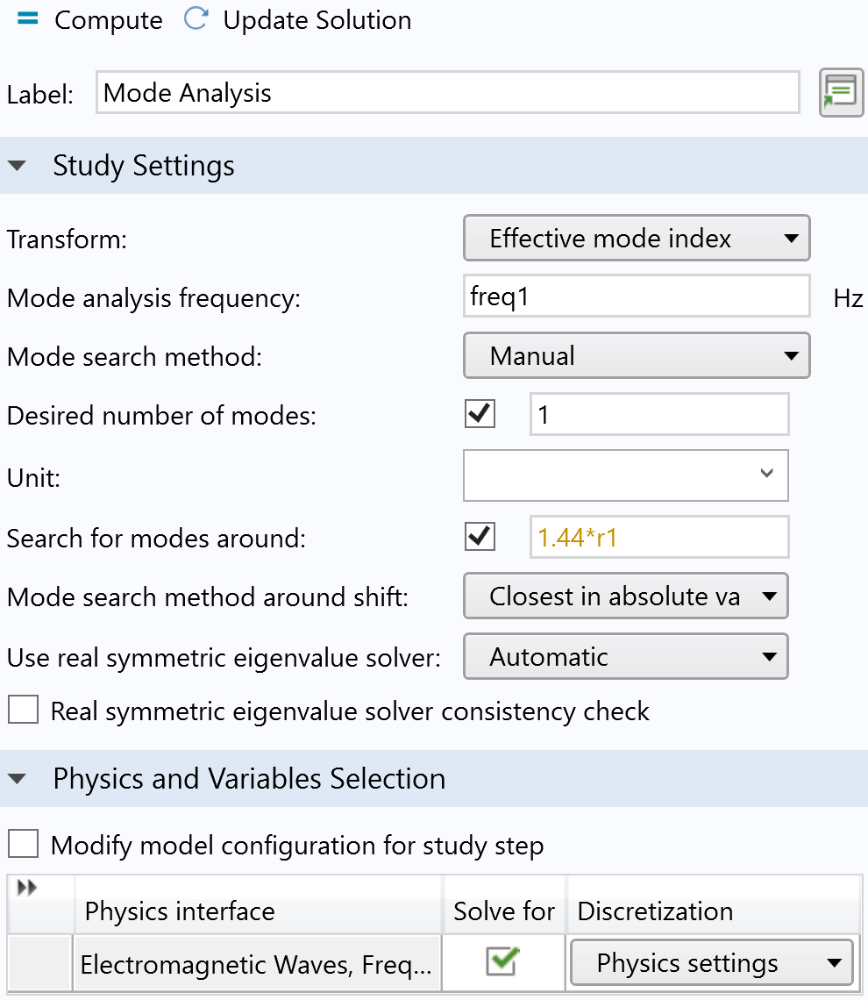 Compute Update Solution
Label: Mode Analysis
Study Settings
Transform: Effective mode index
Mode analysis frequency: freq1 Hz
Mode search method: Manual
Desired number of modes: 1
Unit:
Search for modes around: 1.44*r1
Mode search method around shift: Closest in absolute va
Use real symmetric eigenvalue solver: Automatic
Real symmetric eigenvalue solver consistency check
Physics and Variables Selection
Modify model configuration for study step
Physics interface Solve for Discretization
Electromagnetic Waves, Freq... Physics settings